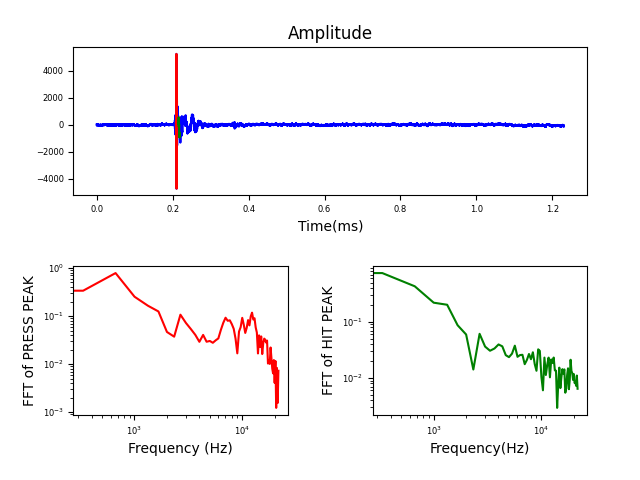 Amplitude
4000
2000
0
−2000
−4000
0.0 0.2 0.4 0.6 0.8 1.0 1.2
Time(ms)
FFT of PRESS PEAK
10⁰
10⁻¹
10⁻²
10⁻³
10³ 10⁴
Frequency (Hz)
FFT of HIT PEAK
10⁻¹
10⁻²
10³ 10⁴
Frequency(Hz)